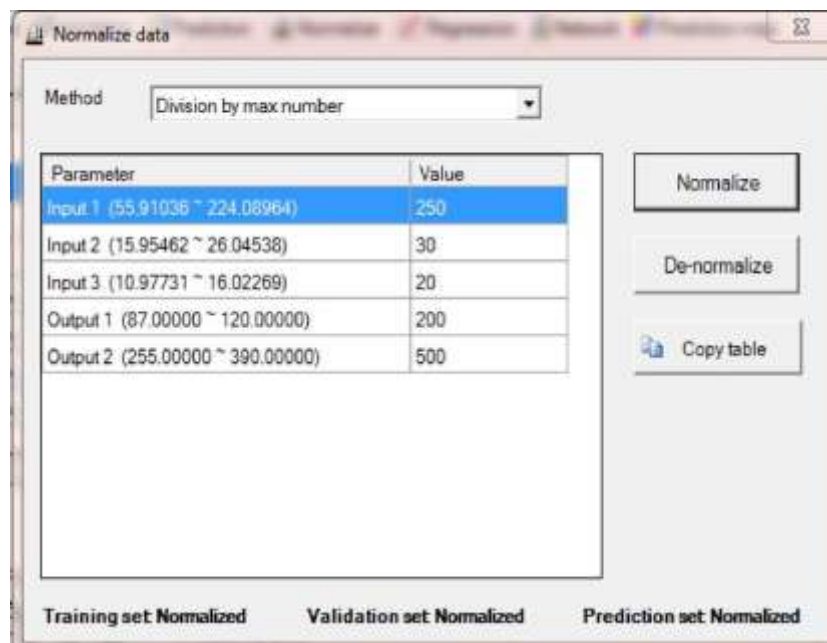 Normalize data
Method Division by max number
Parameter Value
Input 1 (55.91036 ~ 224.08964) 250
Input 2 (15.95462 ~ 26.04538) 30
Input 3 (10.97731 ~ 16.02269) 20
Output 1 (87.00000 ~ 120.00000) 200
Output 2 (255.00000 ~ 390.00000) 500
Normalize
De-normalize
Copy table
Training set Normalized Validation set Normalized Prediction set Normalized